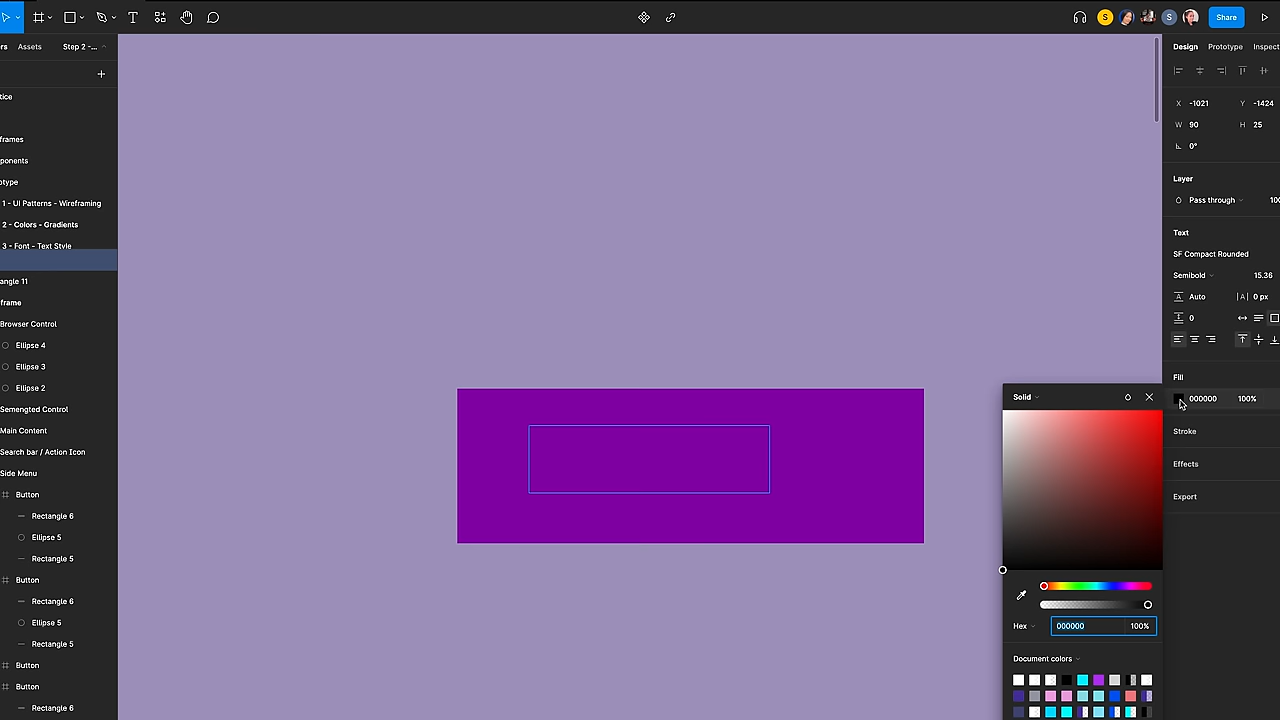 S
S
Share
rs
Assets
Step 2 -...
Design
Prototype
Inspect
tice
X
-1021
Y
-1424
W
90
H
25
rames
0°
ponents
Layer
otype
Pass through
100
1 - UI Patterns - Wireframing
2 - Colors - Gradients
Text
3 - Font - Text Style
SF Compact Rounded
Semibold
15.36
angle 11
A
Auto
|A|
0 px
frame
Browser Control
0
Ellipse 4
Ellipse 3
Fill
Ellipse 2
Solid
000000
100%
Semengted Control
Main Content
Stroke
Search bar / Action Icon
Effects
Side Menu
Button
Export
Rectangle 6
Ellipse 5
Rectangle 5
Button
Rectangle 6
Ellipse 5
Hex
000000
100%
Rectangle 5
Document colors
Button
Button
Rectangle 6